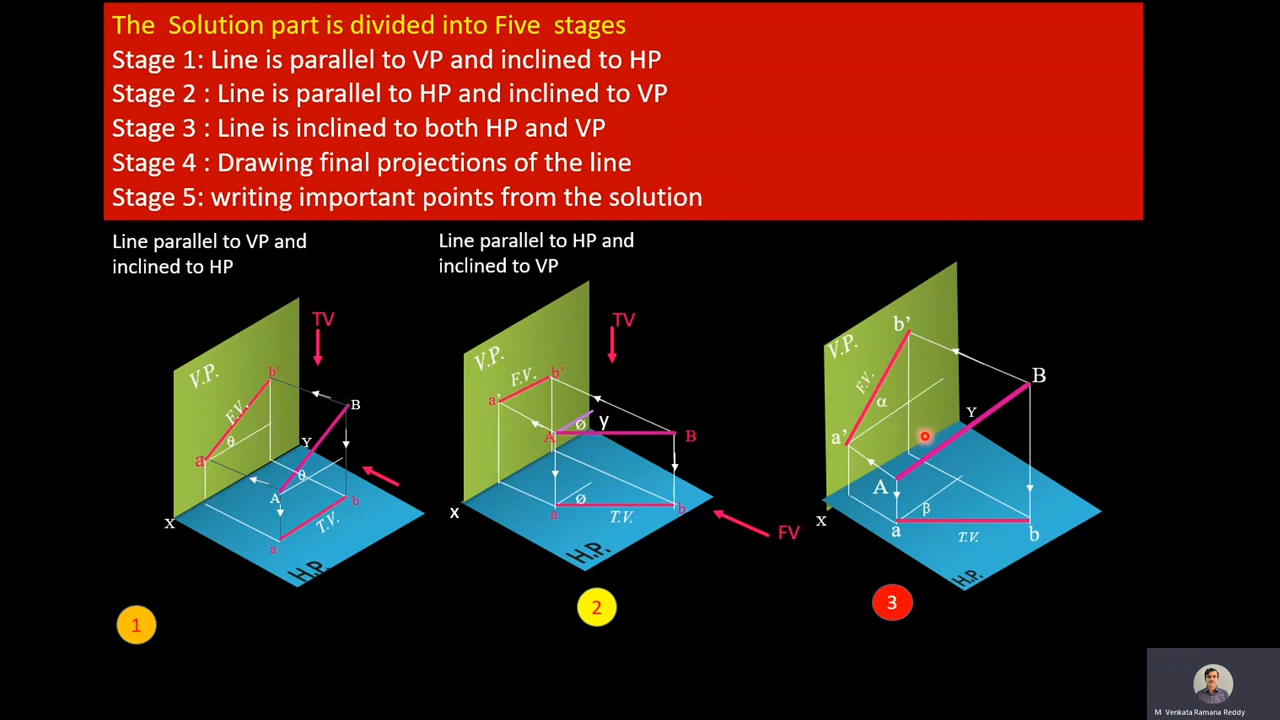 The Solution part is divided into Five stages
Stage 1: Line is parallel to VP and inclined to HP
Stage 2 : Line is parallel to HP and inclined to VP
Stage 3 : Line is inclined to both HP and VP
Stage 4 : Drawing final projections of the line
Stage 5: writing important points from the solution
Line parallel to VP and
inclined to HP
Line parallel to HP and
inclined to VP
TV
V.P.
b'
F.V.
θ
a'
B
Y
θ
A
b
T.V.
a
x
H.P.
1
TV
V.P.
F.V.
b'
a'
Ø
y
A
B
Ø
a
T.V.
b
x
FV
H.P.
2
V.P.
b'
F.V.
α
a'
B
Y
A
β
x
a
T.V.
b
H.P.
3
M Venkata Ramana Reddy